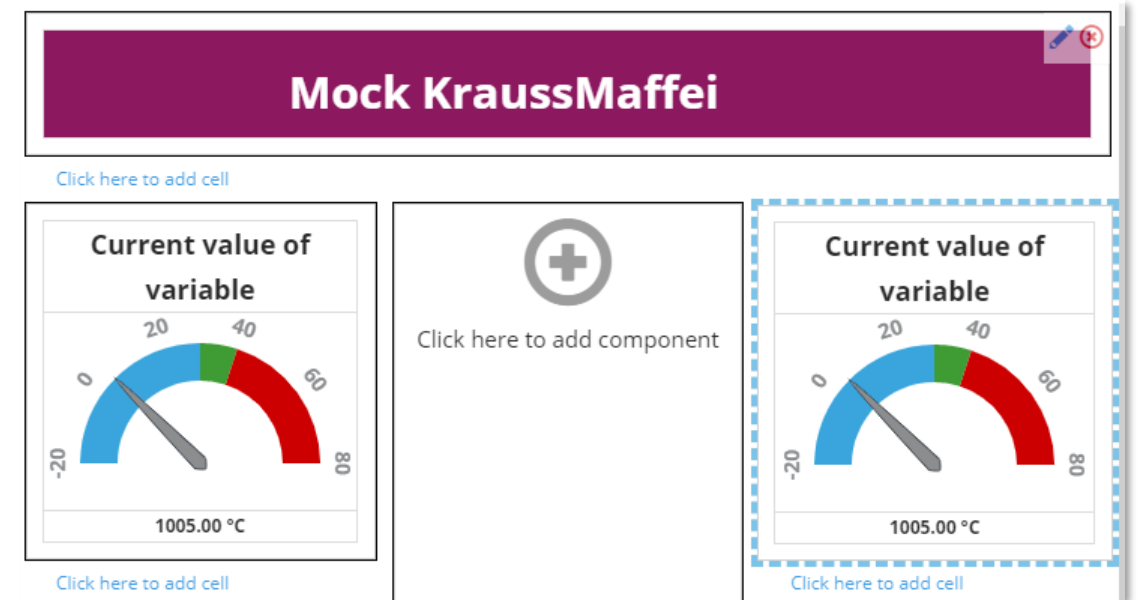 Mock KraussMaffei
Click here to add cell
Current value of
variable
-20
0
20
40
60
80
1005.00 °C
Click here to add cell
Click here to add component
Current value of
variable
-20
0
20
40
60
80
1005.00 °C
Click here to add cell